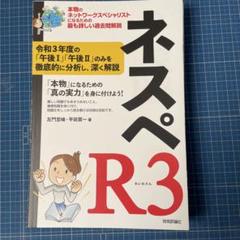 本物の
ネットワークスペシャリスト
になるための
最も詳しい過去問解説
ネスペ
R3
令和3年度の
「午後Ⅰ」「午後Ⅱ」のみを
徹底的に分析し、深く解説
「本物」になるための
「真の実力」を身に付けよう!
左門至峰・平田賀一 著
技術評論社